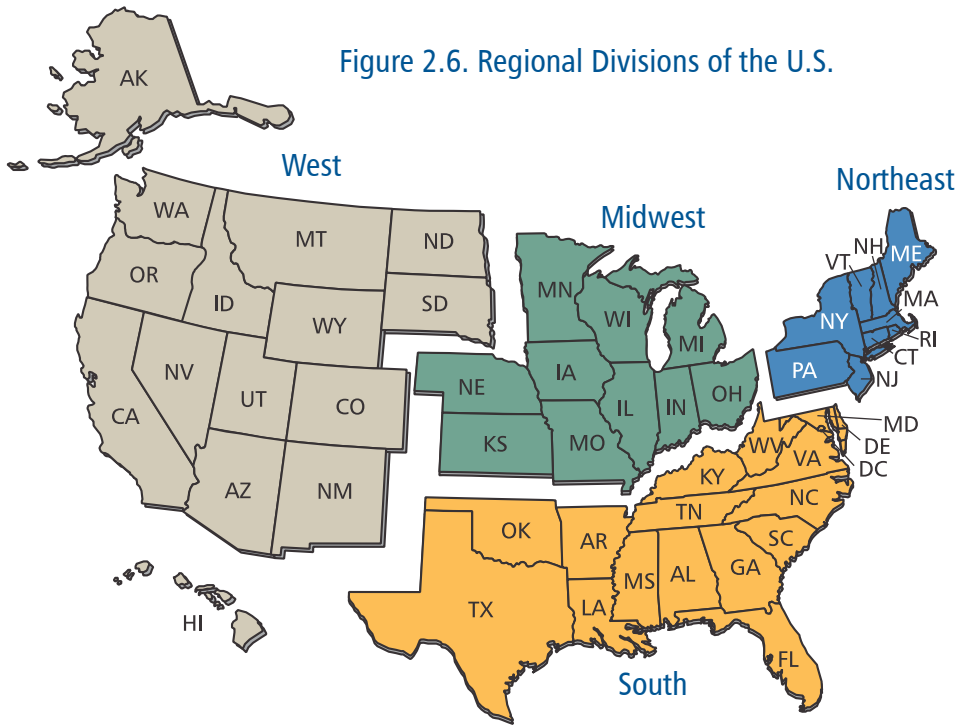 Figure 2.6. Regional Divisions of the U.S.
AK
West
Northeast
Midwest
WA
MT
ND
OR
ID
WY
SD
NV
UT
CO
CA
AZ
NM
HI
MN
WI
MI
NE
IA
IL
IN
OH
KS
MO
NH
ME
VT
MA
NY
RI
CT
PA
NJ
MD
DE
DC
WV
VA
KY
NC
TN
OK
AR
SC
MS
AL
GA
TX
LA
FL
South